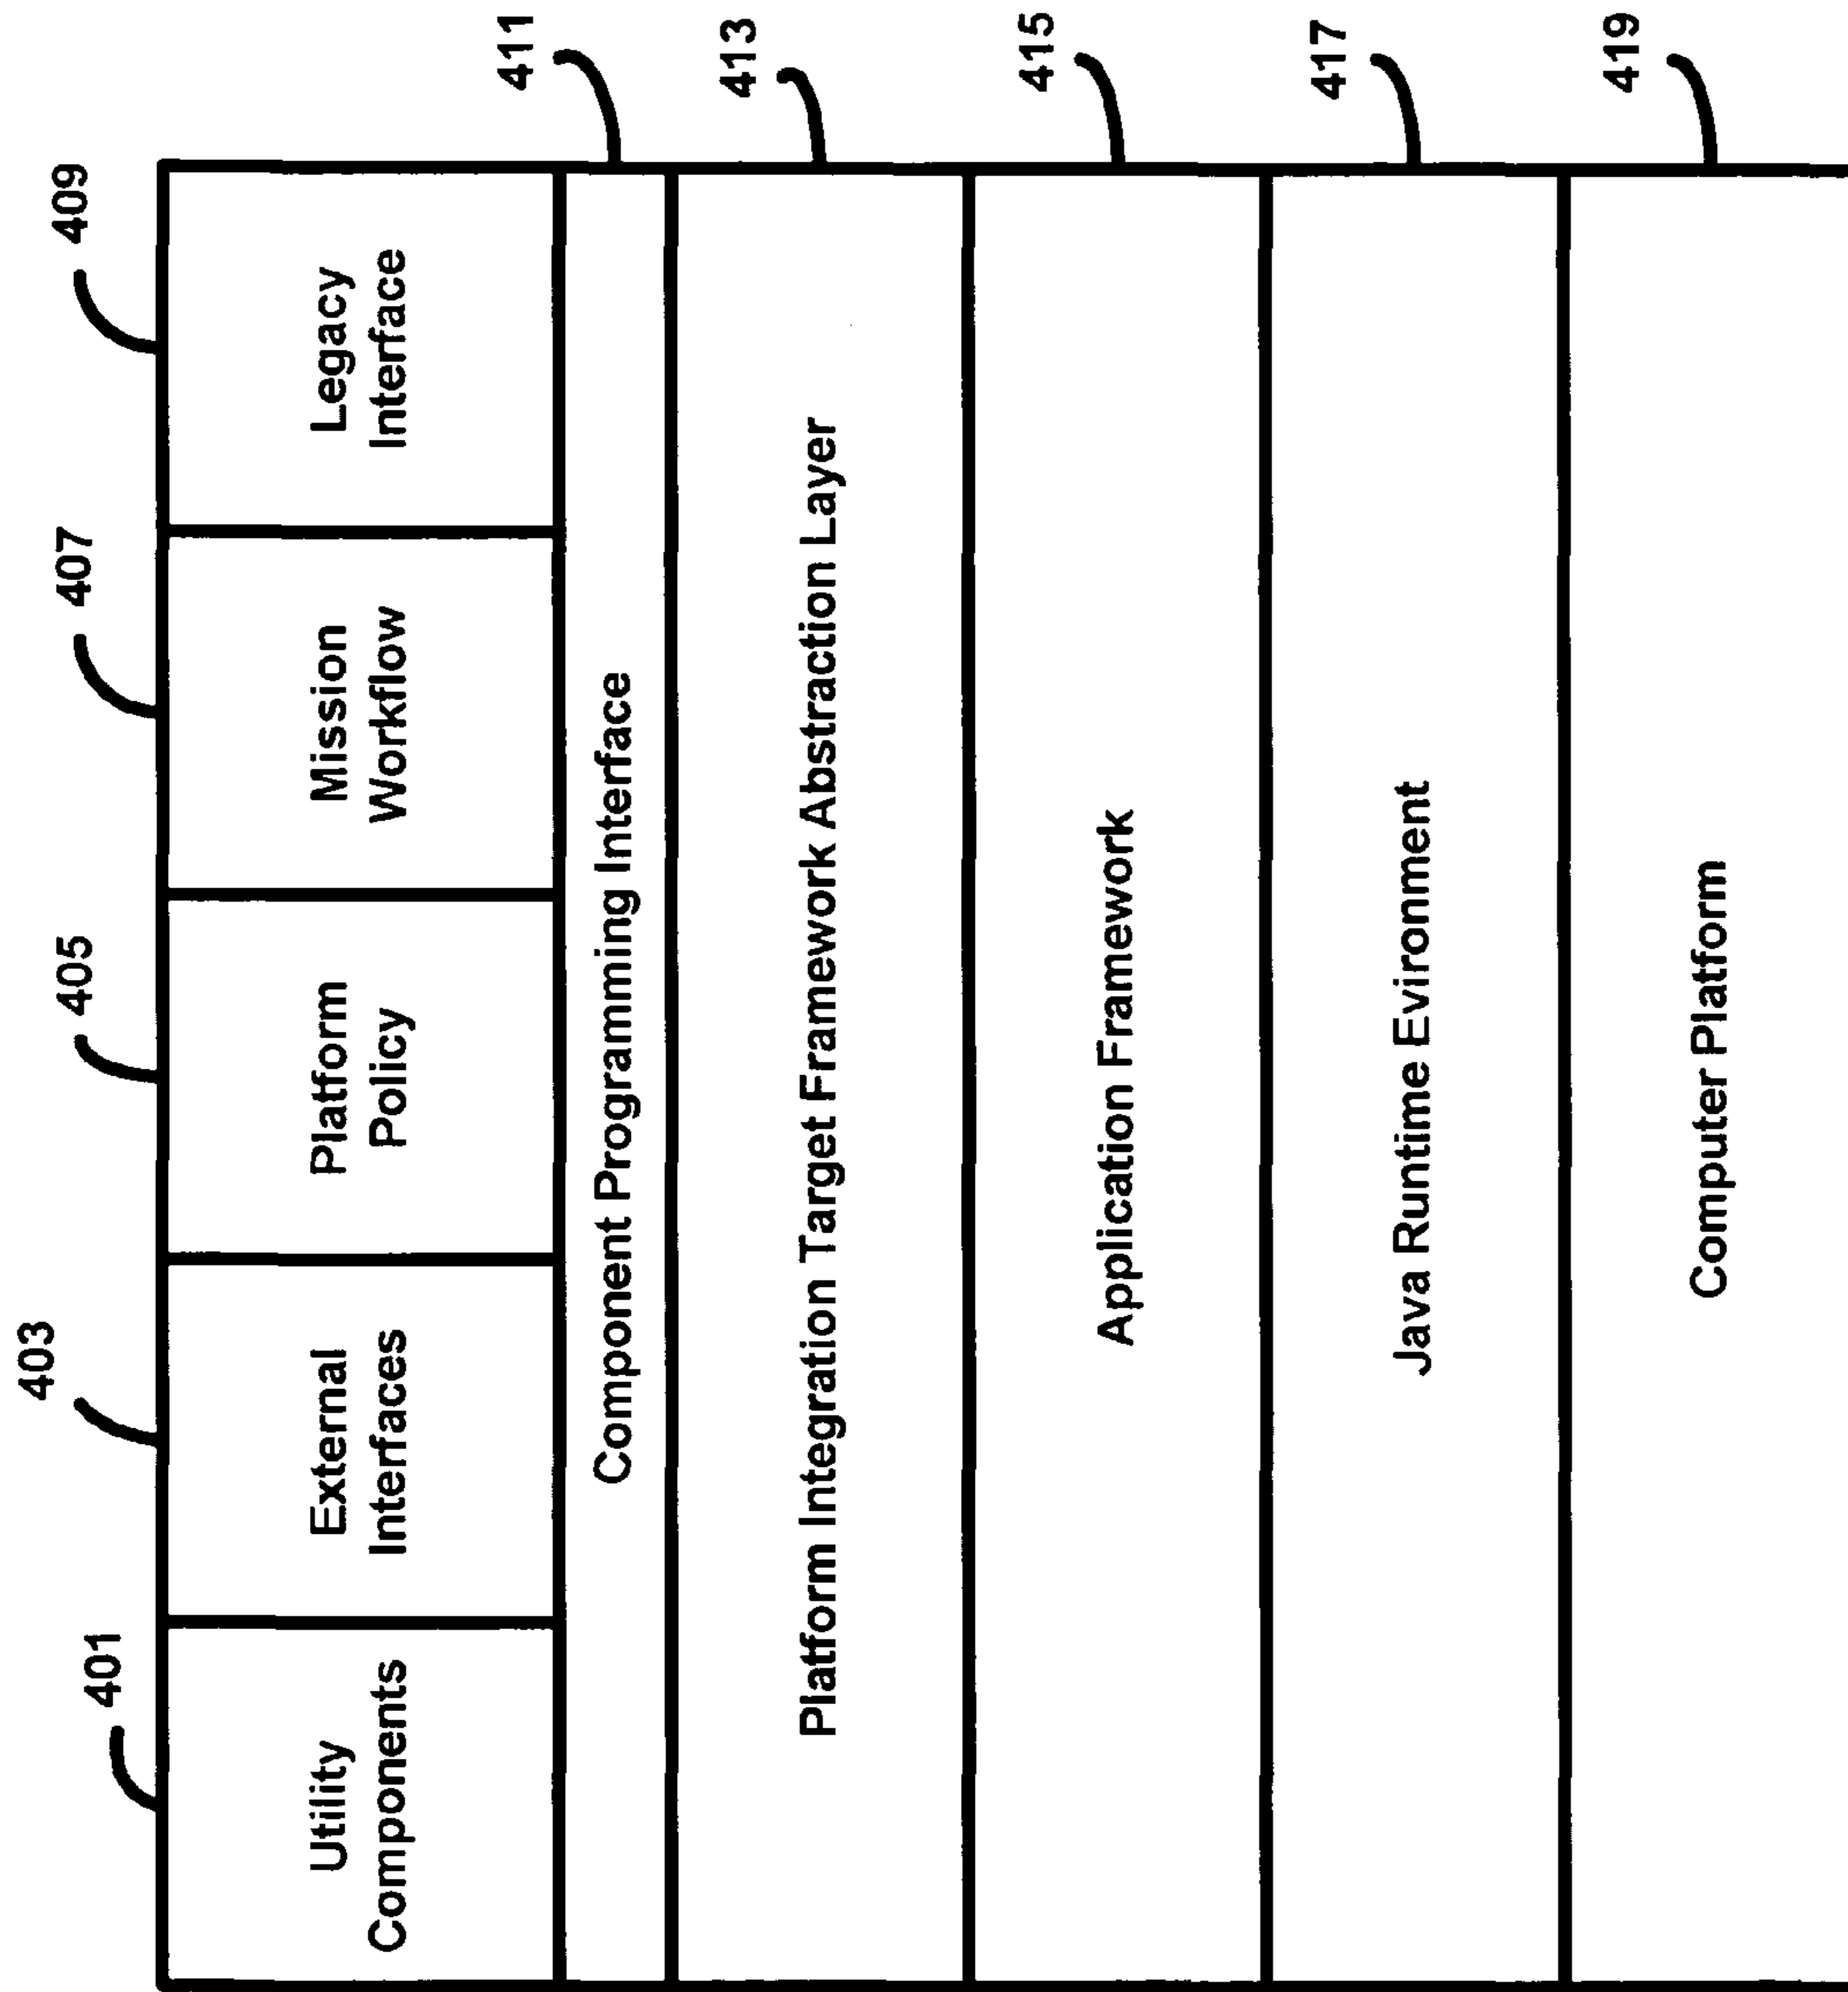 401
403
405
407
409
Utility
Components
External
Interfaces
Platform
Policy
Mission
Workflow
Legacy
Interface
411
Component Programming Interface
413
Platform Integration Target Framework Abstraction Layer
415
Application Framework
417
Java Runtime Evironment
419
Computer Platform